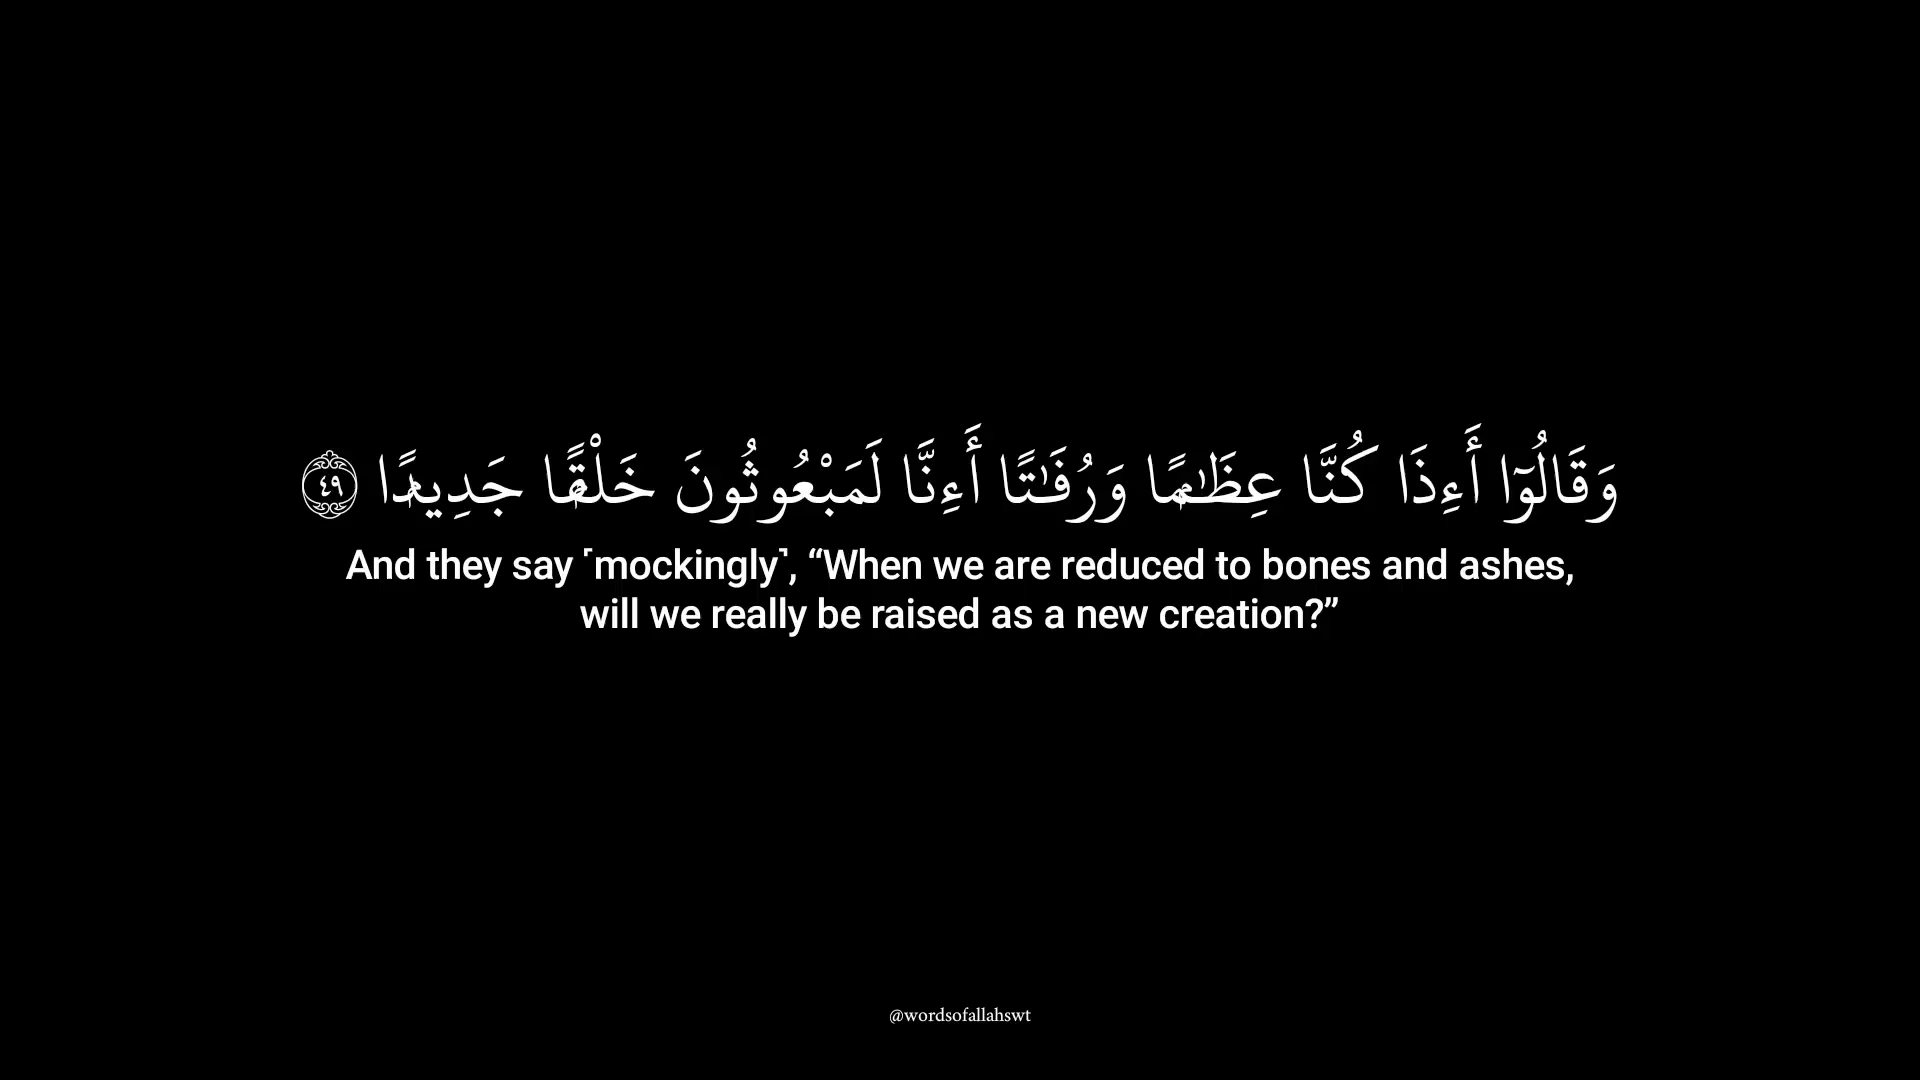 وَقَالُوٓا۟ أَءِذَا كُنَّا عِظَـٰمًا وَرُفَـٰتًا أَءِنَّا لَمَبْعُوثُونَ خَلْقًا جَدِيدًا ٤٩
And they say ˹mockingly˺, “When we are reduced to bones and ashes,
will we really be raised as a new creation?”
@wordsofallahswt